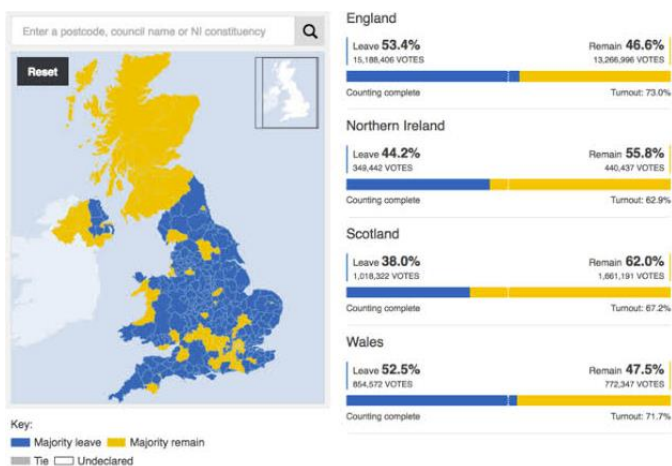 Enter a postcode, council name or NI constituency
Reset
Key:
Majority leave Majority remain
Tie Undeclared
England
Leave 53.4% Remain 46.6%
15,188,406 VOTES 13,266,996 VOTES
Counting complete Turnout: 73.0%
Northern Ireland
Leave 44.2% Remain 55.8%
349,442 VOTES 440,437 VOTES
Counting complete Turnout: 62.9%
Scotland
Leave 38.0% Remain 62.0%
1,018,322 VOTES 1,661,191 VOTES
Counting complete Turnout: 67.2%
Wales
Leave 52.5% Remain 47.5%
854,572 VOTES 772,347 VOTES
Counting complete Turnout: 71.7%